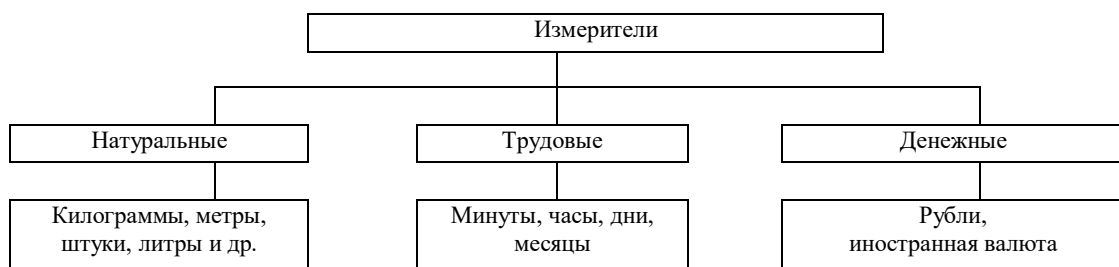 Измерители
Натуральные
Трудовые
Денежные
Килограммы, метры,
штуки, литры и др.
Минуты, часы, дни,
месяцы
Рубли,
иностранная валюта